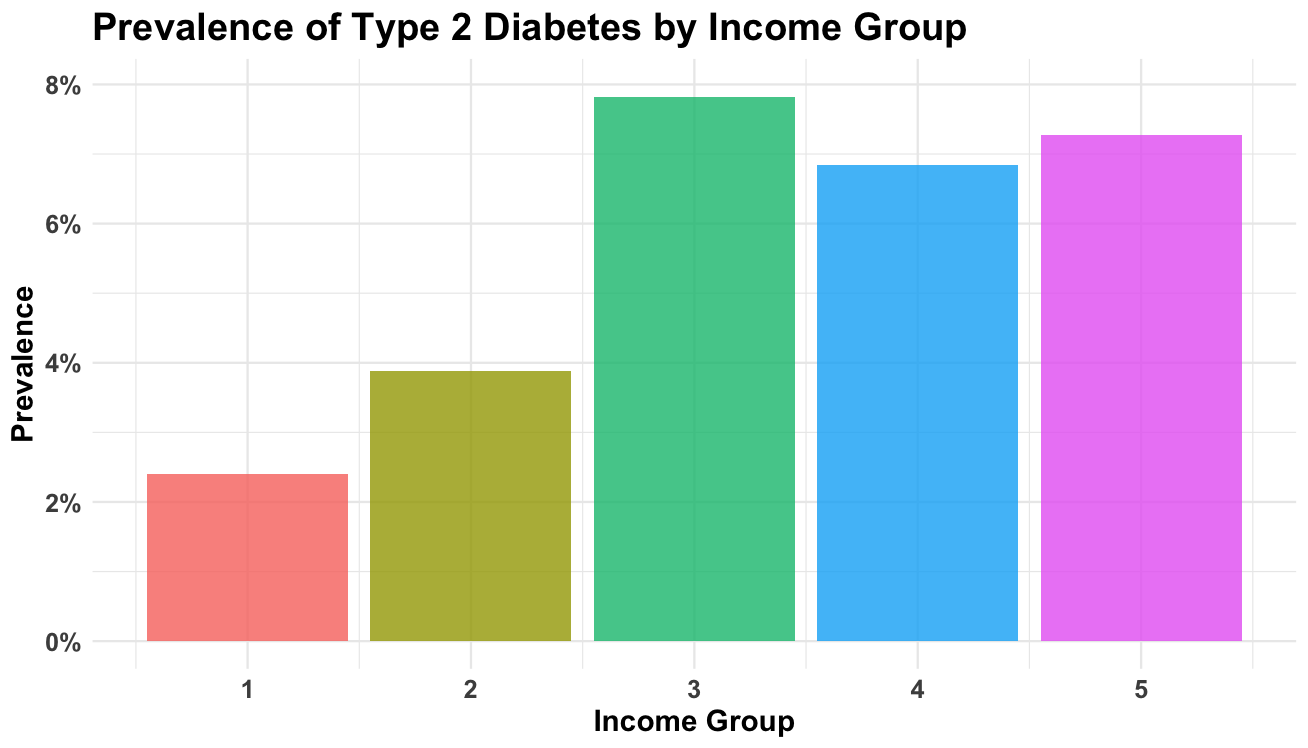 Prevalence of Type 2 Diabetes by Income Group
8%
6%
4%
2%
0%
Prevalence
1 2 3 4 5
Income Group